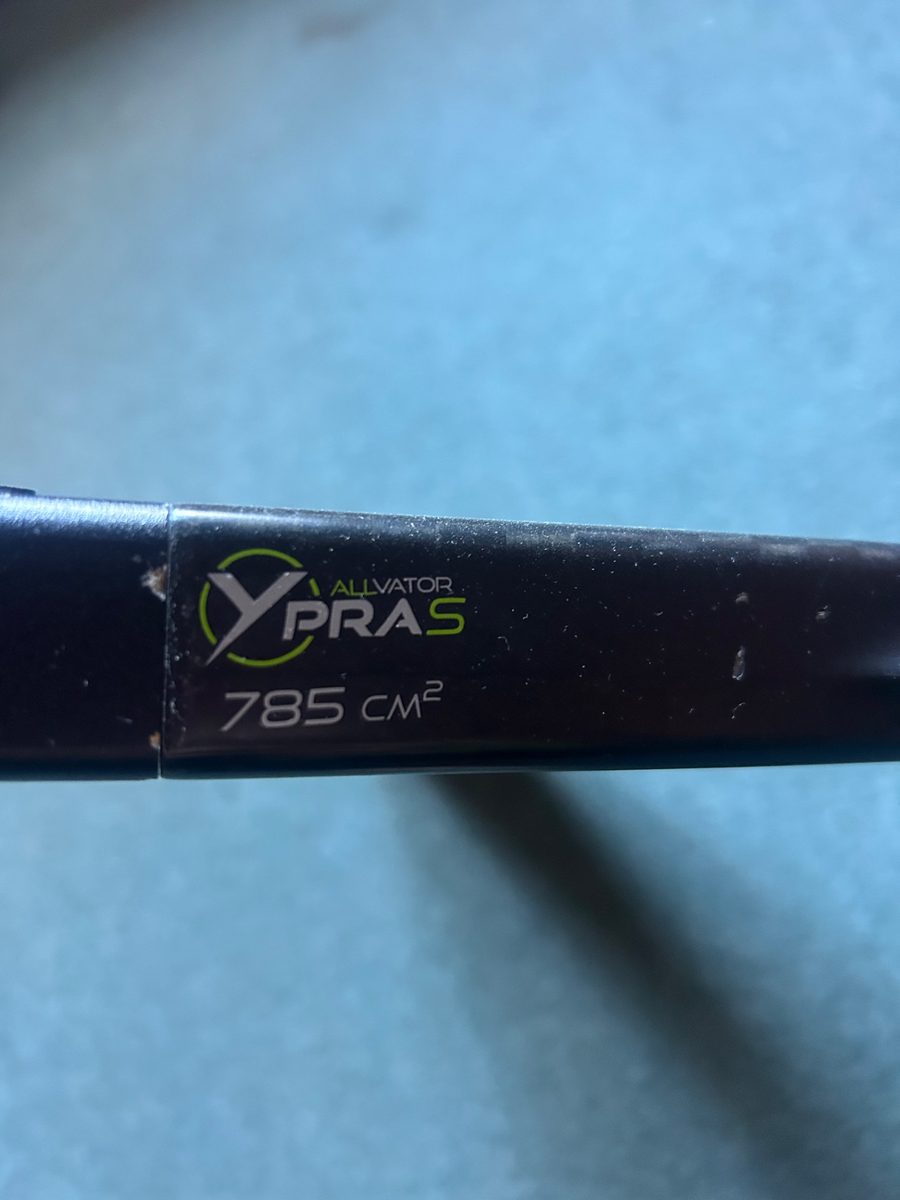 ALLVATOR
YPRAS
785 CM²